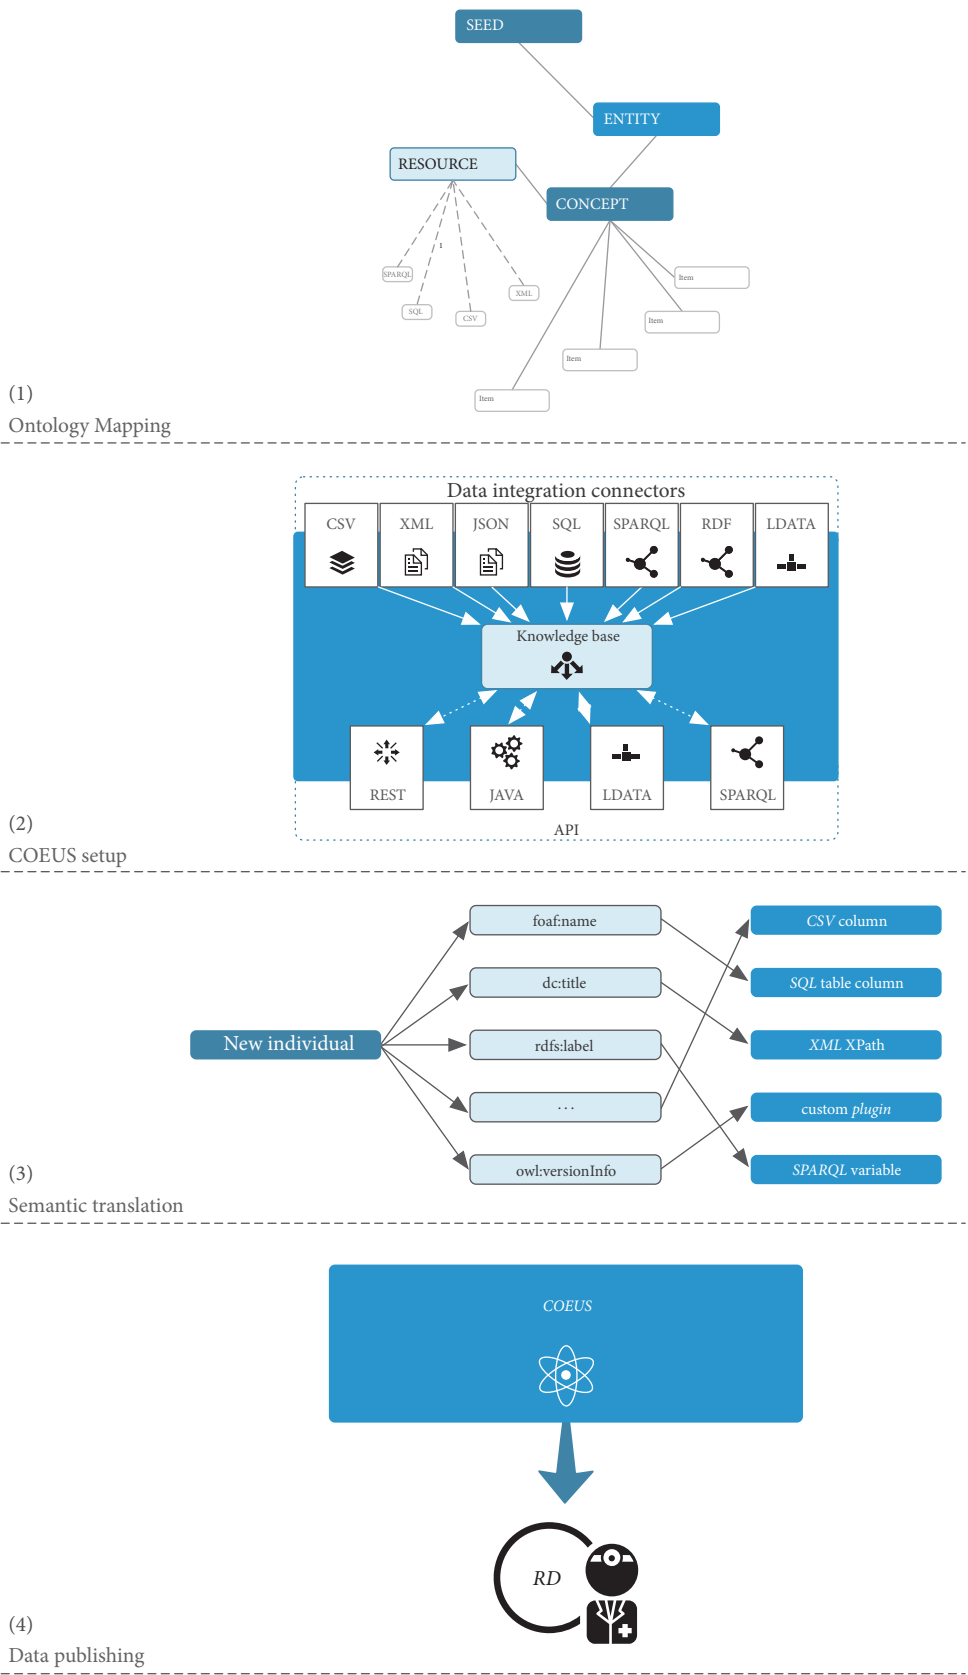 SEED
ENTITY
RESOURCE
CONCEPT
1
SPARQL
SQL
CSV
XML
Item
Item
Item
Item
(1)
Ontology Mapping
Data integration connectors
CSV XML JSON SQL SPARQL RDF LDATA
Knowledge base
REST JAVA LDATA SPARQL
API
(2)
COEUS setup
foaf:name CSV column
dc:title SQL table column
New individual rdfs:label XML XPath
... custom plugin
owl:versionInfo SPARQL variable
(3)
Semantic translation
COEUS
RD
(4)
Data publishing